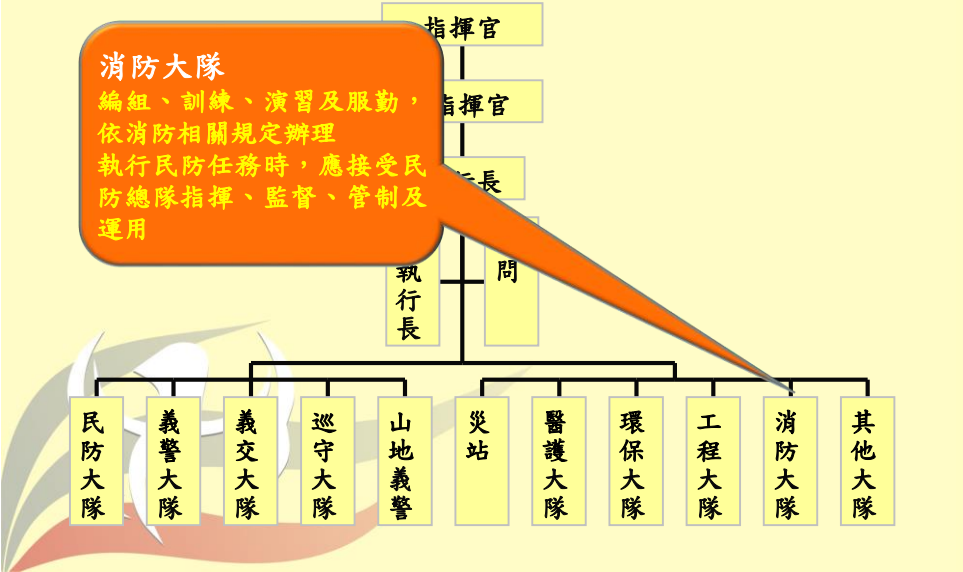 指揮官
消防大隊
編組、訓練、演習及服勤，
依消防相關規定辦理
執行民防任務時，應接受民
防總隊指揮、監督、管制及
運用
指揮官
行長
執行長
問
民防大隊
義警大隊
義交大隊
巡守大隊
山地義警
災站
醫護大隊
環保大隊
工程大隊
消防大隊
其他大隊